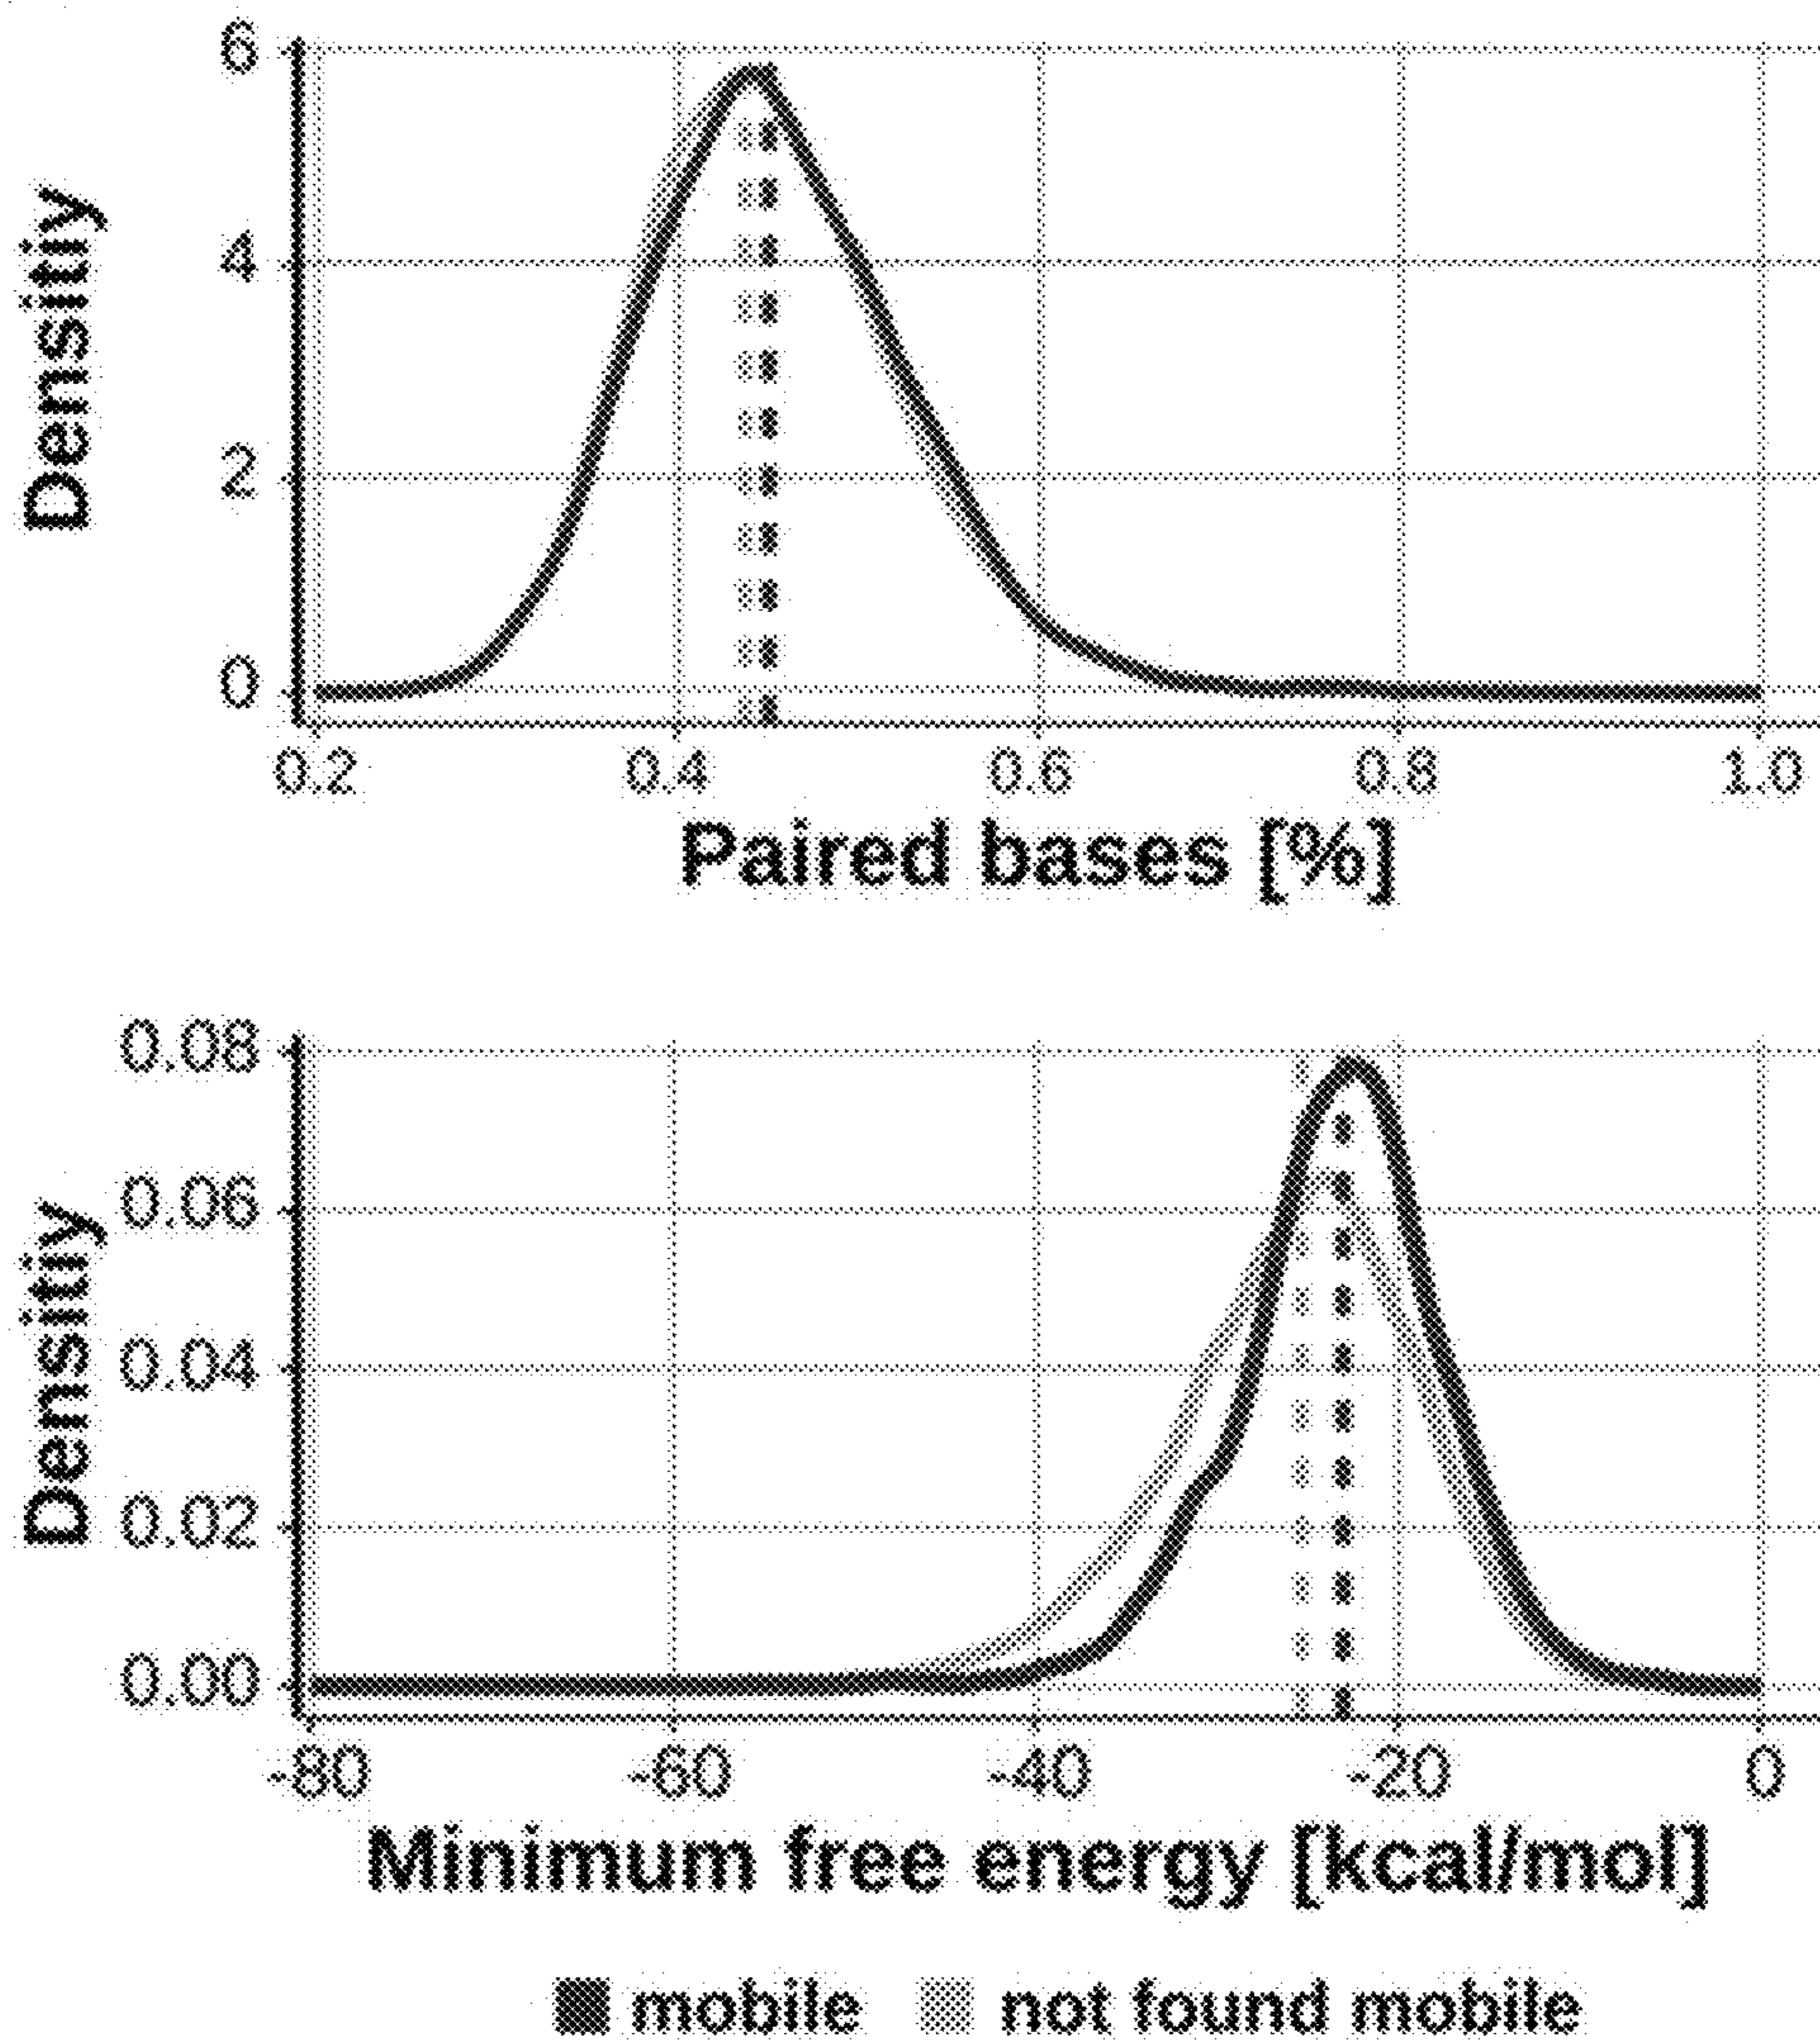 6
4
2
0
Densitiy
0.2 0.4 0.6 0.8 1.0
Paired bases [%]
0.08
0.06
0.04
0.02
0.00
Densitiy
-80 -60 -40 -20 0
Minimum free energy [kcal/mol]
mobile not found mobile